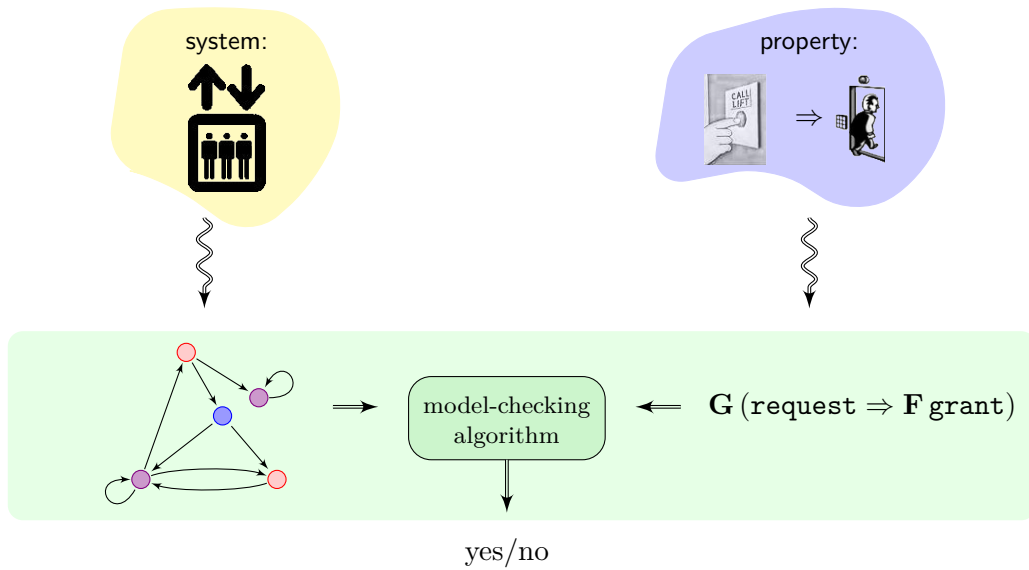 system:
property:
CALL
LIFT
⇒
model-checking
algorithm
G (request ⇒ F grant)
yes/no